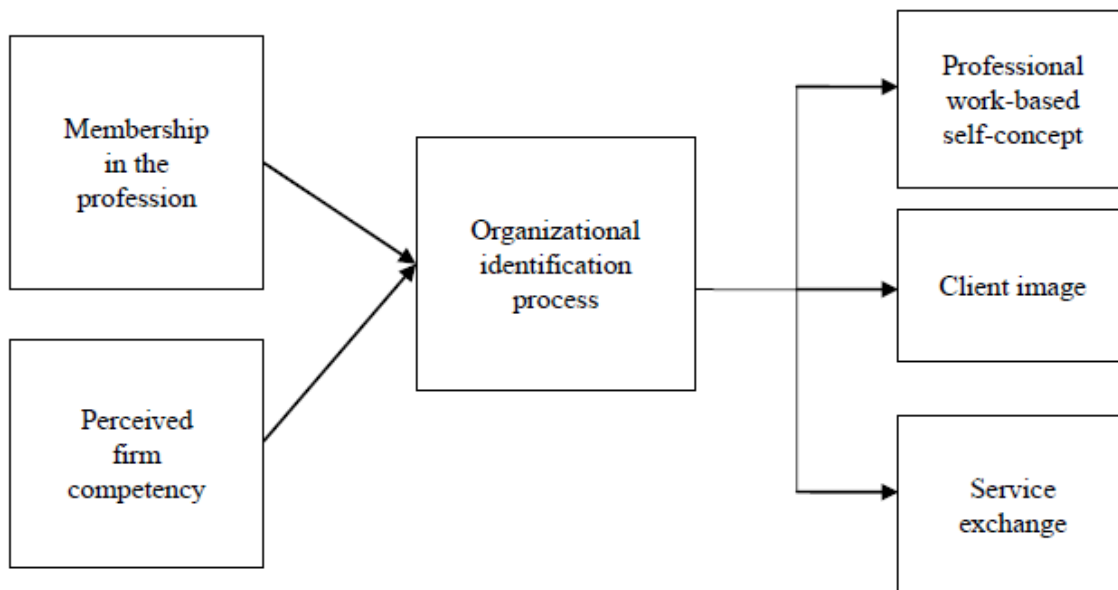 Membership
in the
profession
Perceived
firm
competency
Organizational
identification
process
Professional
work-based
self-concept
Client image
Service
exchange